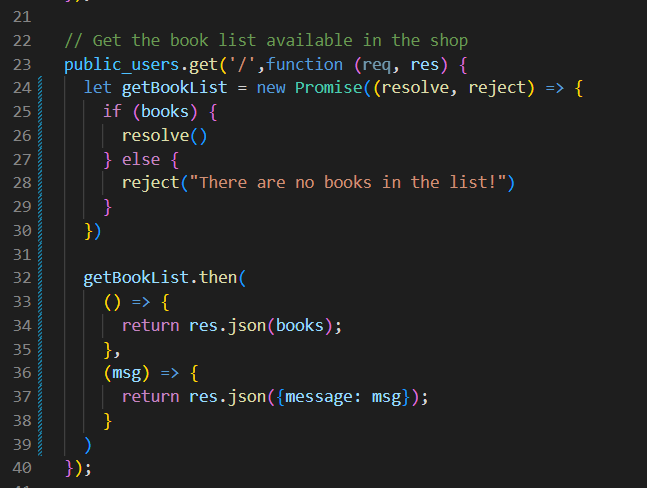 21
22 // Get the book list available in the shop
23 public_users.get('/',function (req, res) {
24   let getBookList = new Promise((resolve, reject) => {
25     if (books) {
26       resolve()
27     } else {
28       reject("There are no books in the list!")
29     }
30   })
31
32   getBookList.then(
33     () => {
34       return res.json(books);
35     },
36     (msg) => {
37       return res.json({message: msg});
38     }
39   )
40 });